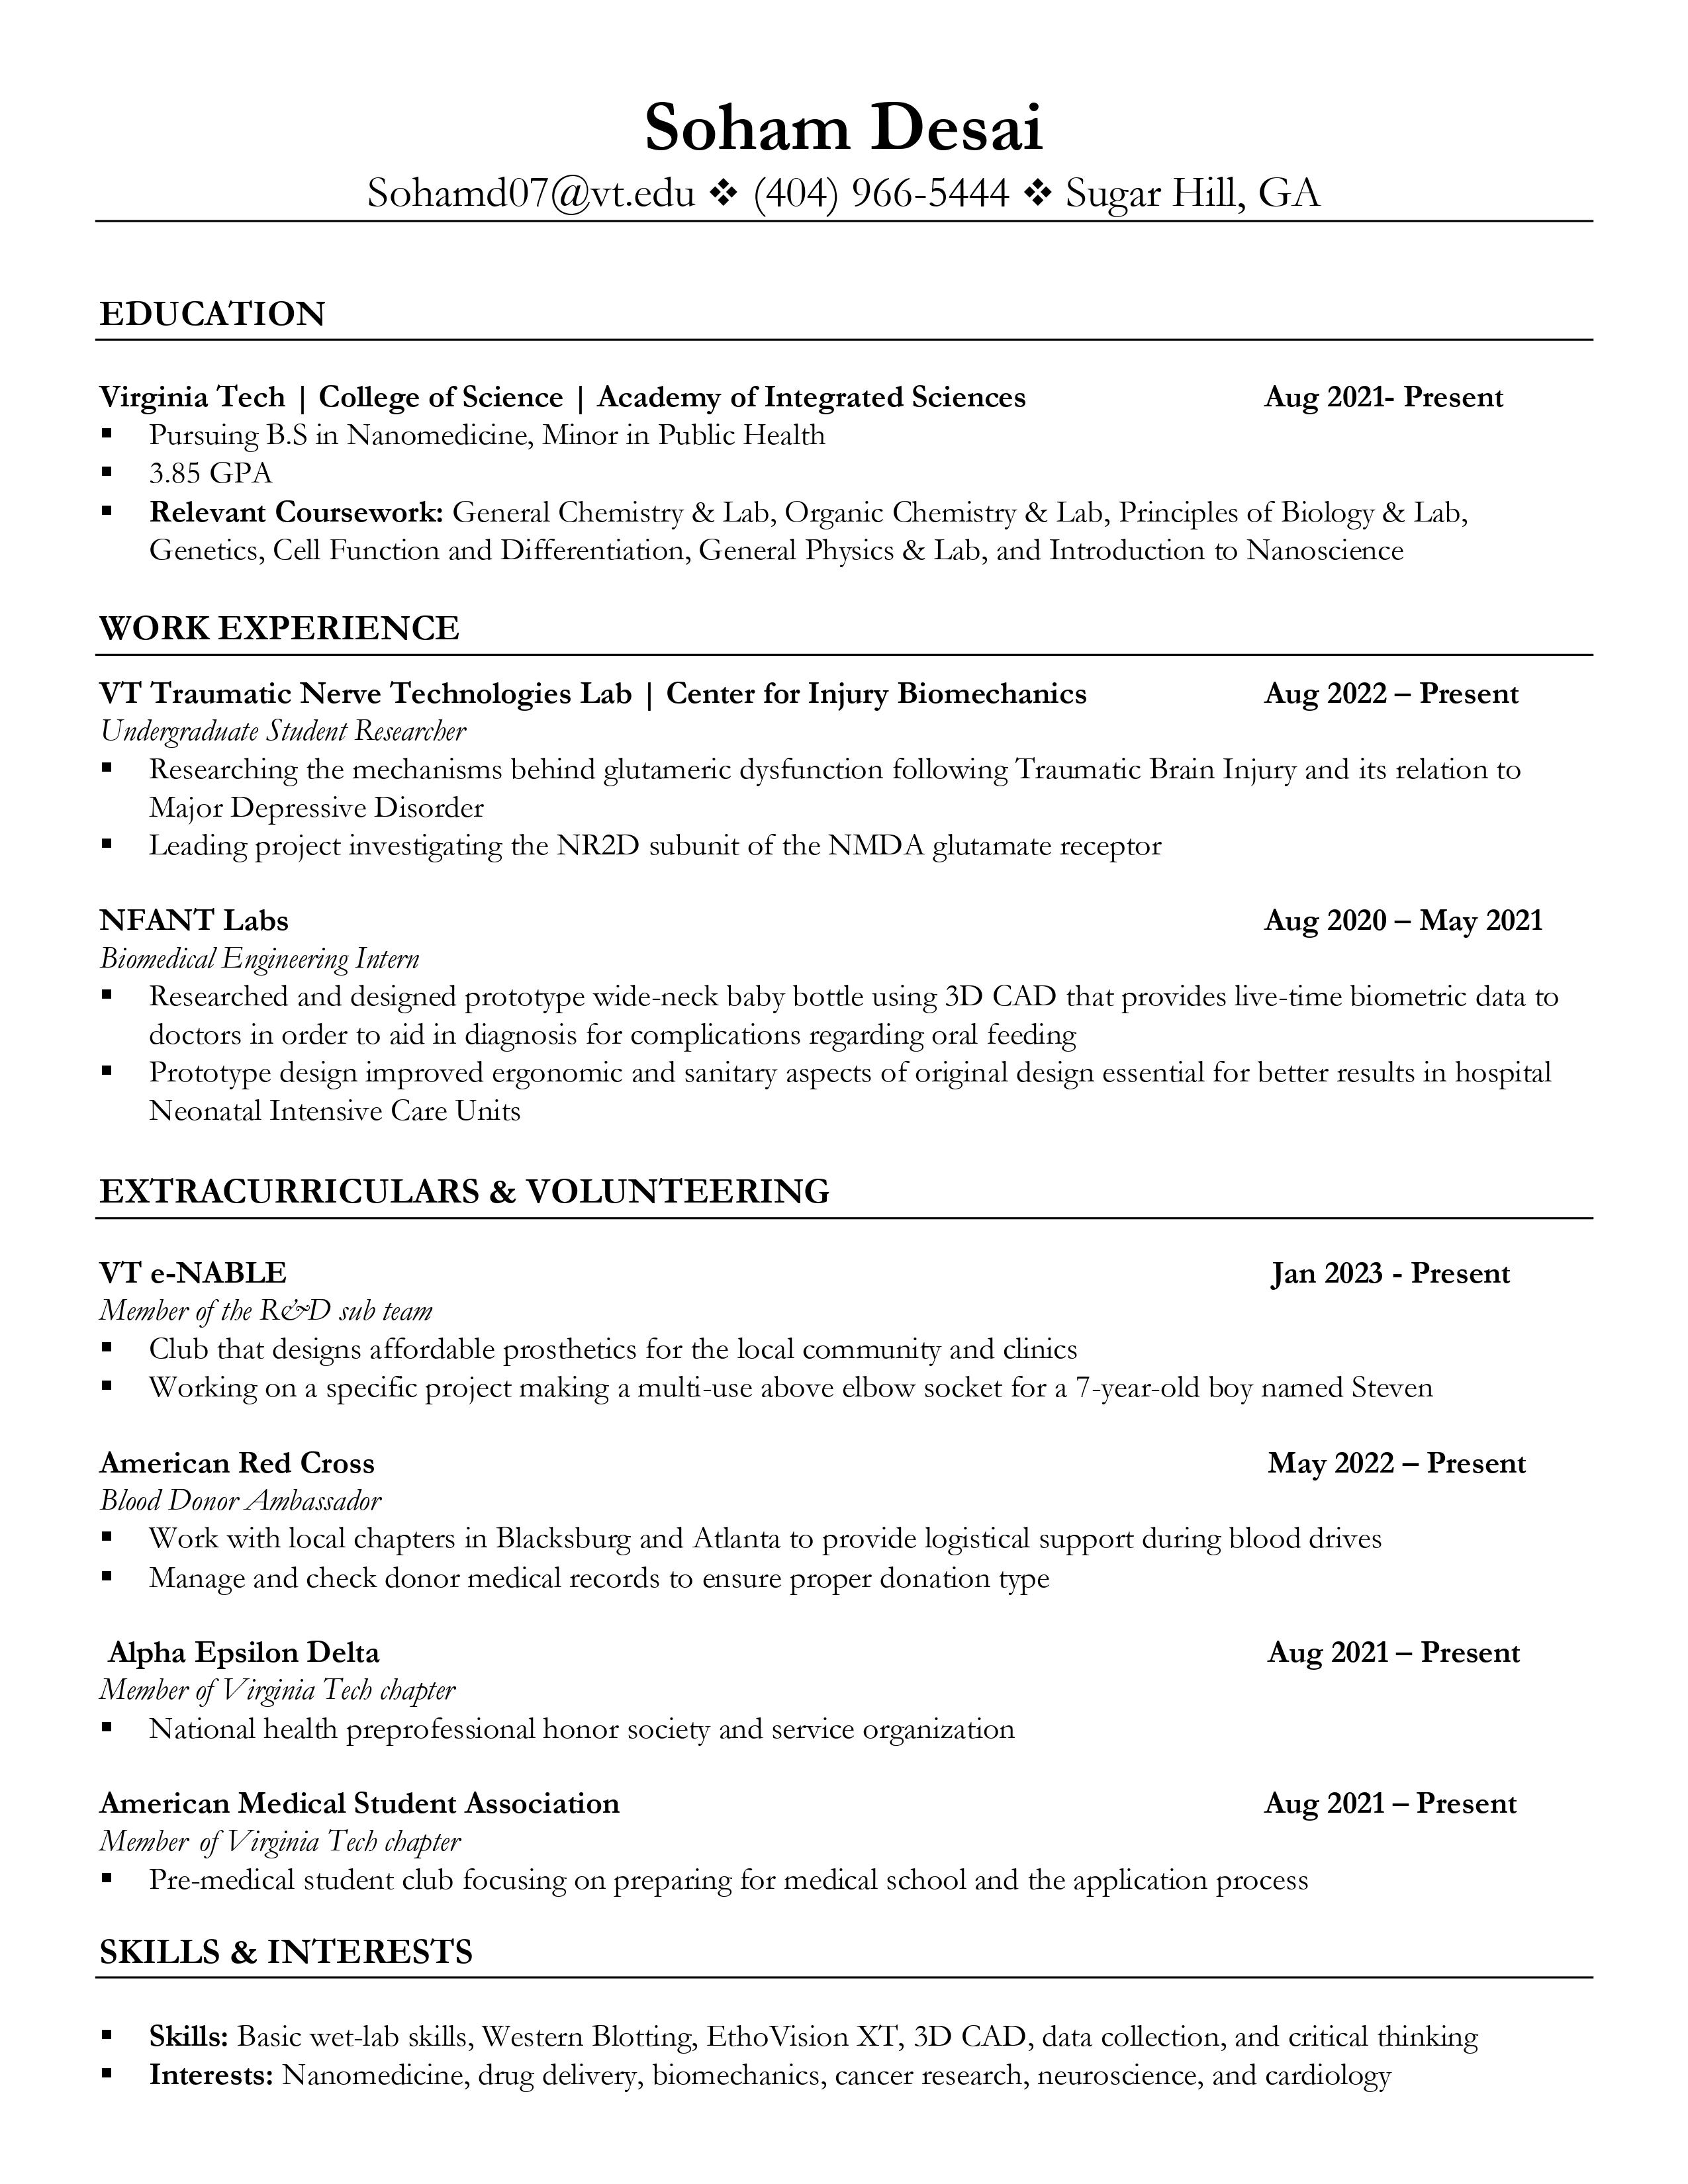 Soham Desai
Sohamd07@vt.edu ❖ (404) 966-5444 ❖ Sugar Hill, GA
EDUCATION
Virginia Tech | College of Science | Academy of Integrated Sciences Aug 2021- Present
▪ Pursuing B.S in Nanomedicine, Minor in Public Health
▪ 3.85 GPA
▪ Relevant Coursework: General Chemistry & Lab, Organic Chemistry & Lab, Principles of Biology & Lab,
Genetics, Cell Function and Differentiation, General Physics & Lab, and Introduction to Nanoscience
WORK EXPERIENCE
VT Traumatic Nerve Technologies Lab | Center for Injury Biomechanics Aug 2022 – Present
Undergraduate Student Researcher
▪ Researching the mechanisms behind glutameric dysfunction following Traumatic Brain Injury and its relation to
Major Depressive Disorder
▪ Leading project investigating the NR2D subunit of the NMDA glutamate receptor
NFANT Labs Aug 2020 – May 2021
Biomedical Engineering Intern
▪ Researched and designed prototype wide-neck baby bottle using 3D CAD that provides live-time biometric data to
doctors in order to aid in diagnosis for complications regarding oral feeding
▪ Prototype design improved ergonomic and sanitary aspects of original design essential for better results in hospital
Neonatal Intensive Care Units
EXTRACURRICULARS & VOLUNTEERING
VT e-NABLE Jan 2023 - Present
Member of the R&D sub team
▪ Club that designs affordable prosthetics for the local community and clinics
▪ Working on a specific project making a multi-use above elbow socket for a 7-year-old boy named Steven
American Red Cross May 2022 – Present
Blood Donor Ambassador
▪ Work with local chapters in Blacksburg and Atlanta to provide logistical support during blood drives
▪ Manage and check donor medical records to ensure proper donation type
Alpha Epsilon Delta Aug 2021 – Present
Member of Virginia Tech chapter
▪ National health preprofessional honor society and service organization
American Medical Student Association Aug 2021 – Present
Member of Virginia Tech chapter
▪ Pre-medical student club focusing on preparing for medical school and the application process
SKILLS & INTERESTS
▪ Skills: Basic wet-lab skills, Western Blotting, EthoVision XT, 3D CAD, data collection, and critical thinking
▪ Interests: Nanomedicine, drug delivery, biomechanics, cancer research, neuroscience, and cardiology